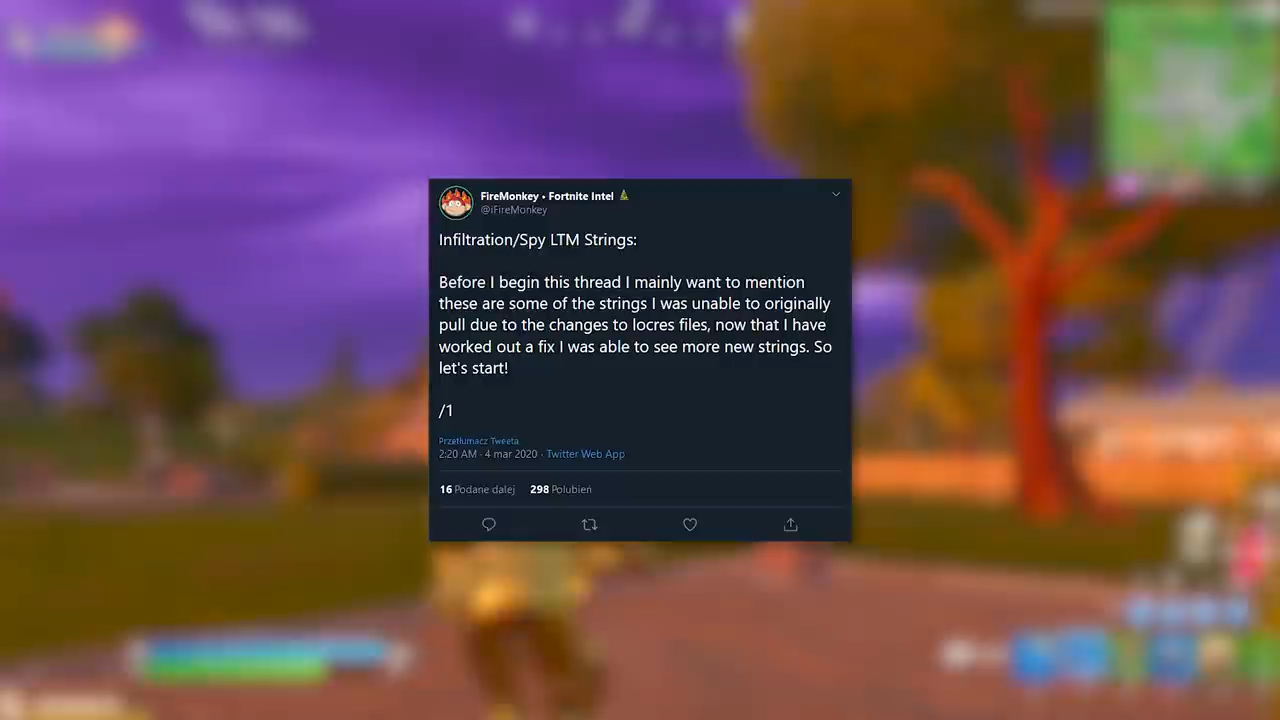 FireMonkey • Fortnite Intel
@iFireMonkey
Infiltration/Spy LTM Strings:
Before I begin this thread I mainly want to mention
these are some of the strings I was unable to originally
pull due to the changes to locres files, now that I have
worked out a fix I was able to see more new strings. So
let's start!
/1
Przetłumacz Tweeta
2:20 AM · 4 mar 2020 · Twitter Web App
16 Podane dalej 298 Polubień